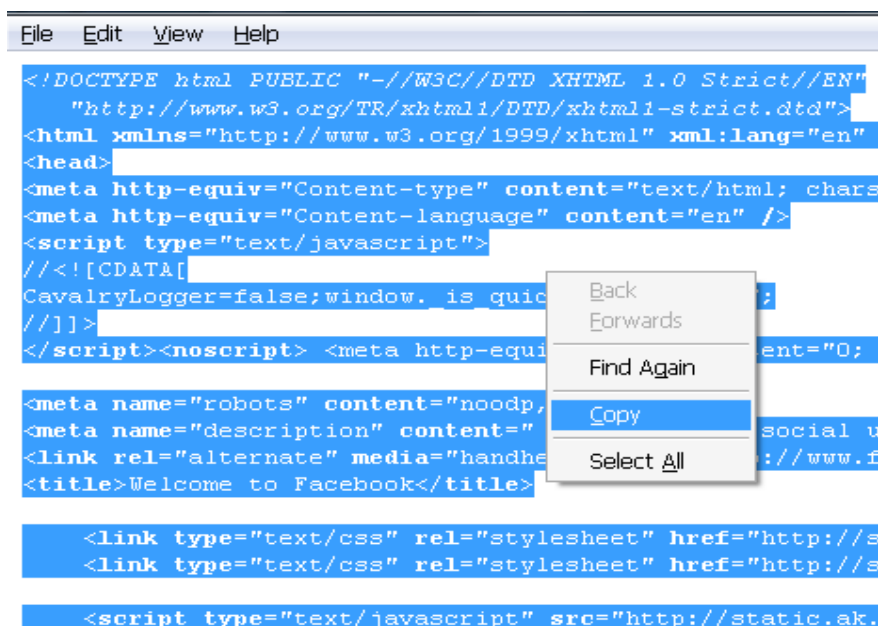 File Edit View Help
<!DOCTYPE html PUBLIC "-//W3C//DTD XHTML 1.0 Strict//EN"
"http://www.w3.org/TR/xhtml1/DTD/xhtml1-strict.dtd">
<html xmlns="http://www.w3.org/1999/xhtml" xml:lang="en"
<head>
<meta http-equiv="Content-type" content="text/html; chars
<meta http-equiv="Content-language" content="en" />
<script type="text/javascript">
//<![CDATA[
CavalryLogger=false;window._is_quic ;
//]]>
</script><noscript> <meta http-equi ent="0;
<meta name="robots" content="noodp,
<meta name="description" content=" social u
<link rel="alternate" media="handhe ://www.f
<title>Welcome to Facebook</title>
<link type="text/css" rel="stylesheet" href="http://s
<link type="text/css" rel="stylesheet" href="http://s
<script type="text/javascript" src="http://static.ak.
Back
Forwards
Find Again
Copy
Select All